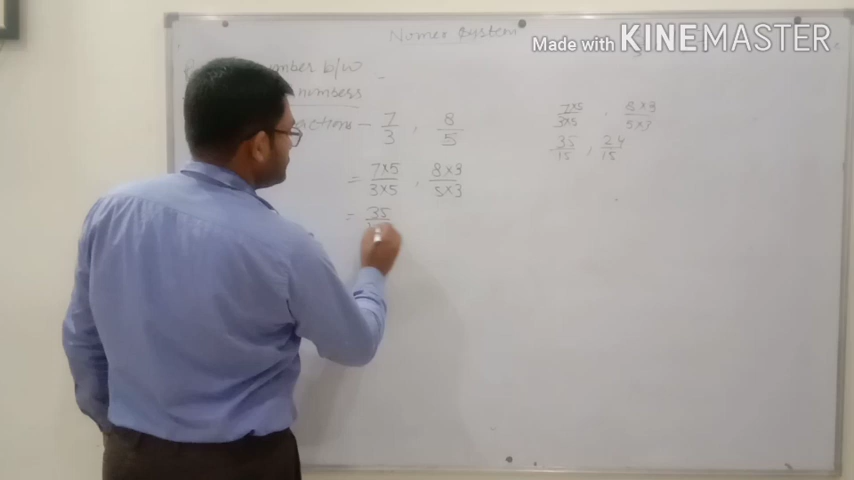 Number System
Made with KINEMASTER
number b/w
numbers
- 7/3 , 8/5
= 7×5/3×5 , 8×3/5×3
= 35
7×5/3×5 , 8×3/5×3
35/15 , 24/15